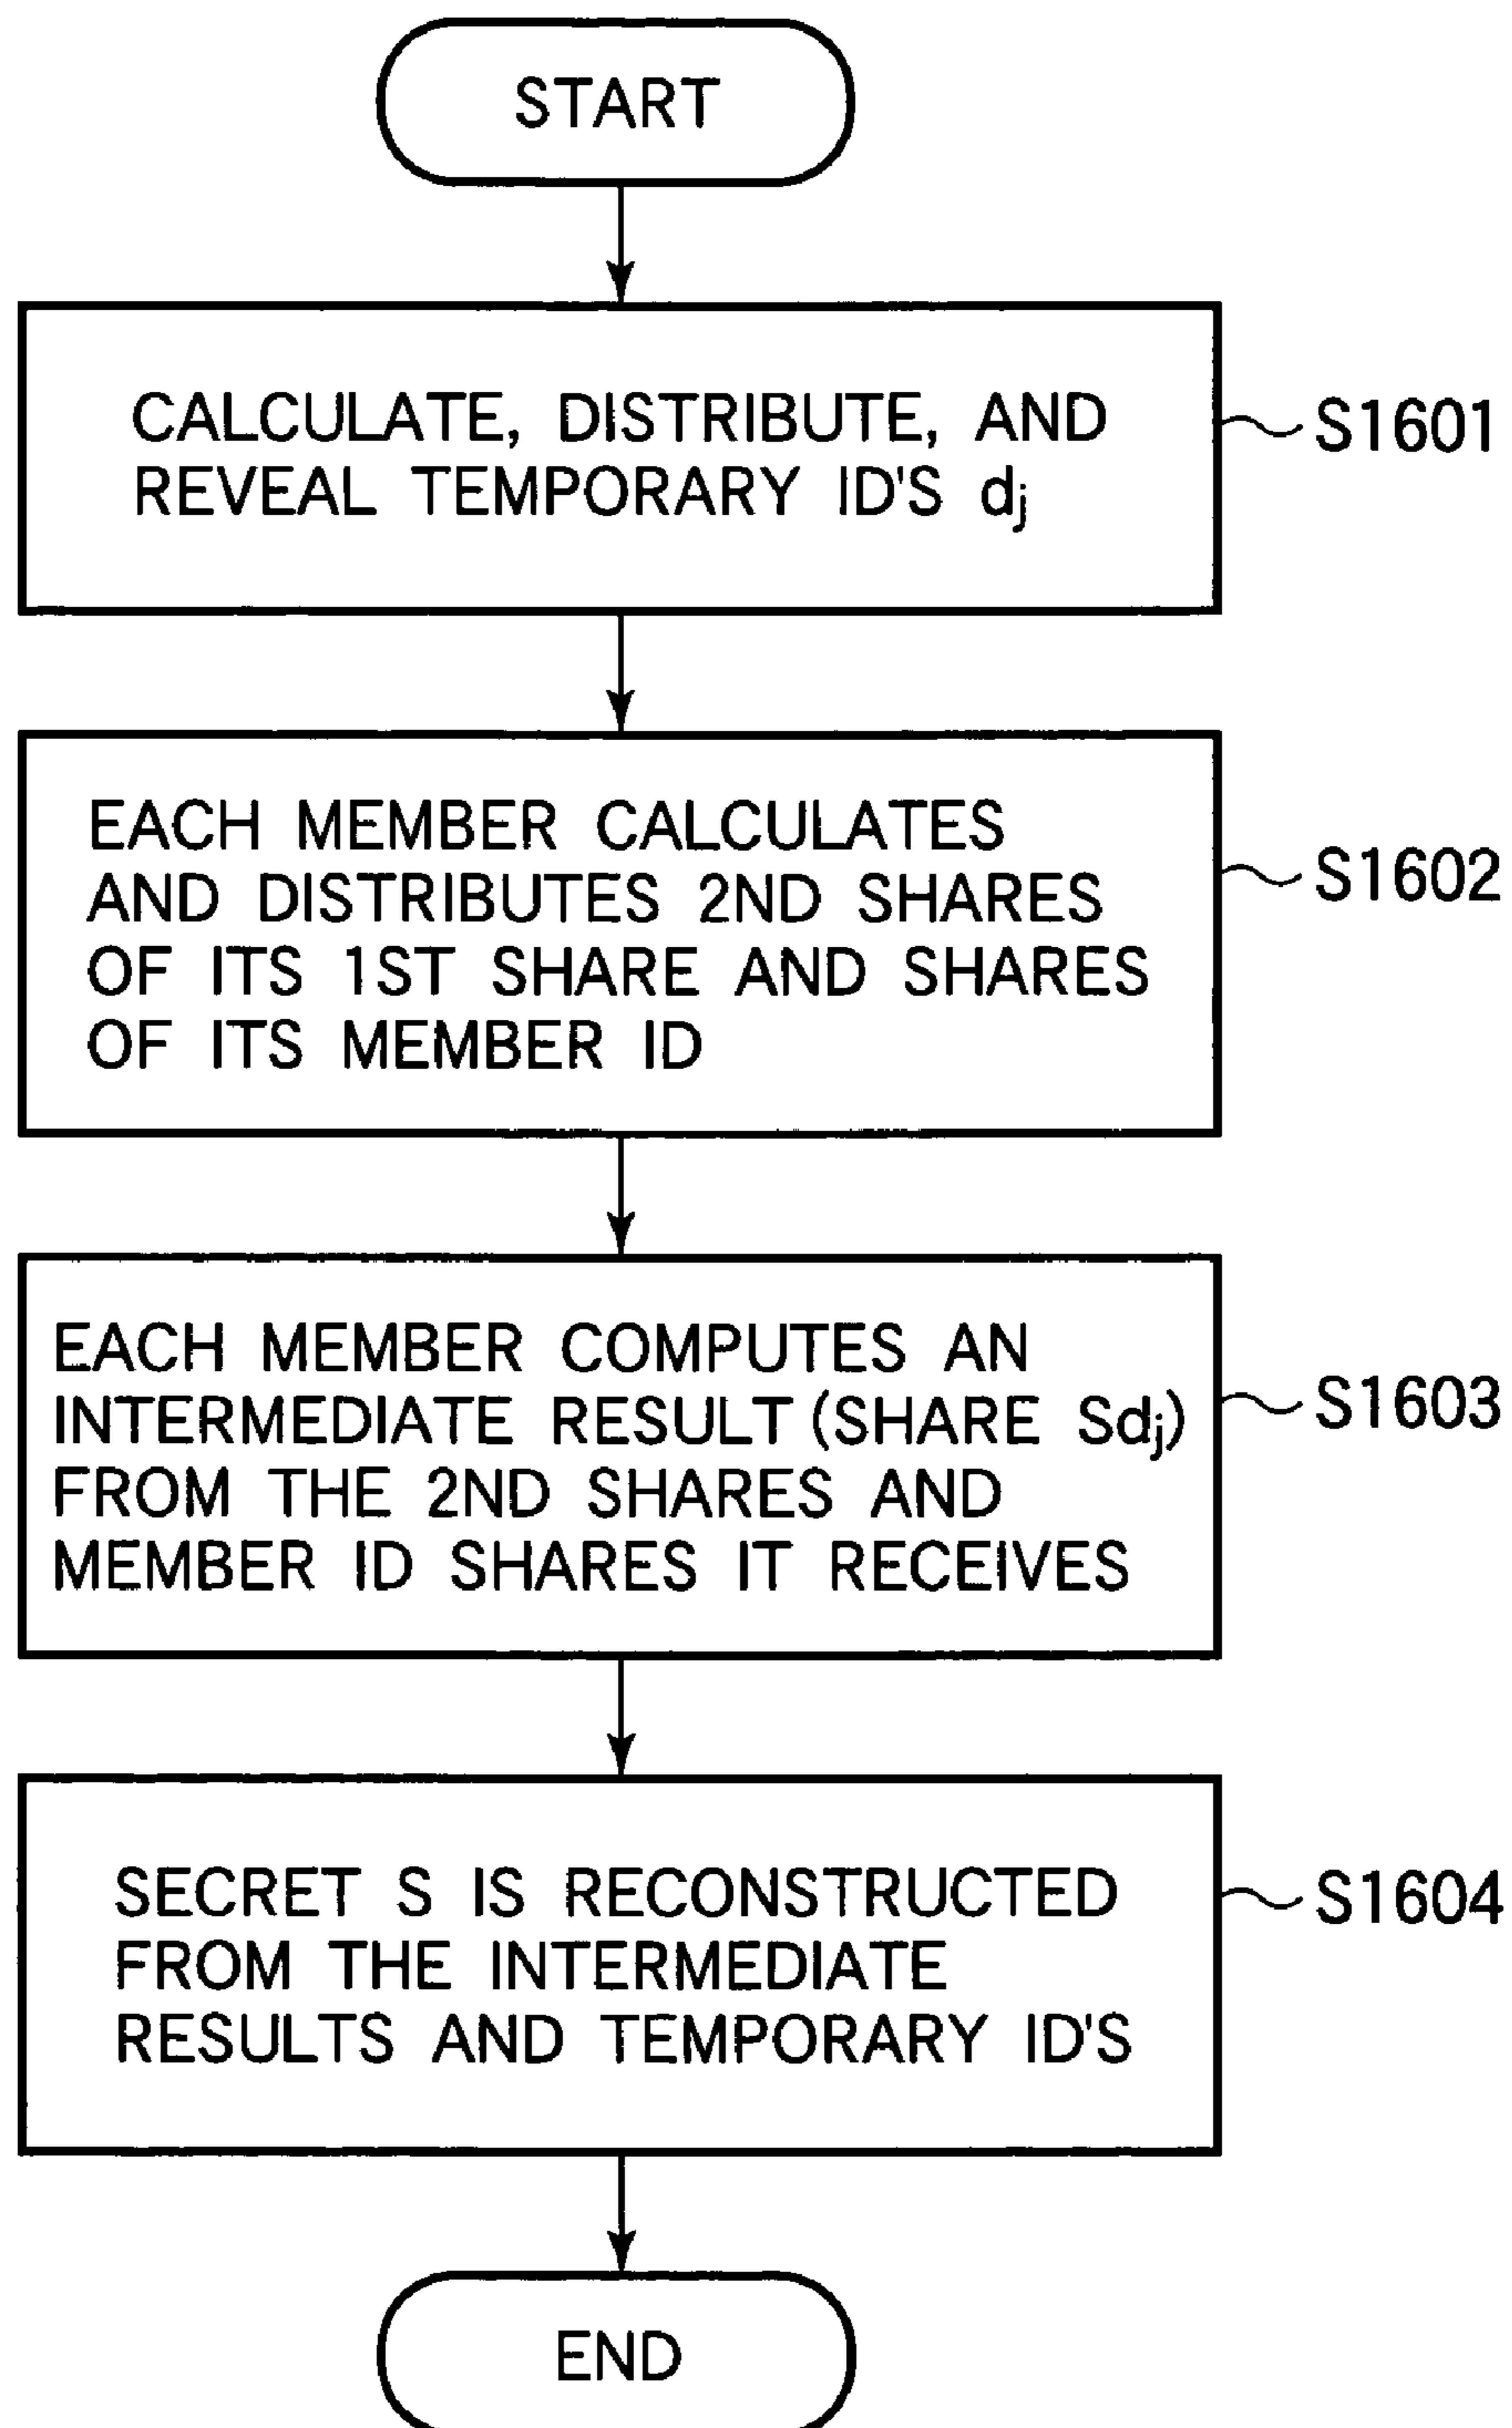 START
CALCULATE, DISTRIBUTE, AND
REVEAL TEMPORARY ID'S dj
S1601
EACH MEMBER CALCULATES
AND DISTRIBUTES 2ND SHARES
OF ITS 1ST SHARE AND SHARES
OF ITS MEMBER ID
S1602
EACH MEMBER COMPUTES AN
INTERMEDIATE RESULT (SHARE Sdj)
FROM THE 2ND SHARES AND
MEMBER ID SHARES IT RECEIVES
S1603
SECRET S IS RECONSTRUCTED
FROM THE INTERMEDIATE
RESULTS AND TEMPORARY ID'S
S1604
END